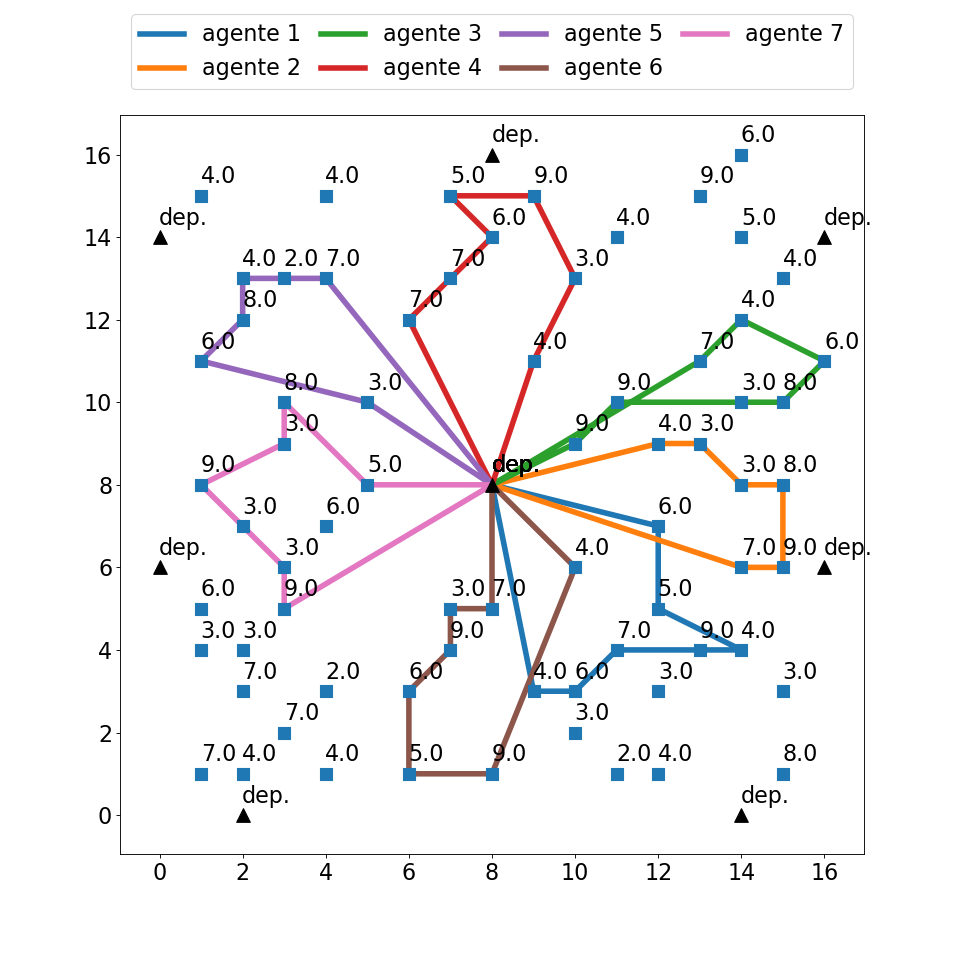 agente 1 agente 3 agente 5 agente 7
agente 2 agente 4 agente 6
6.0
dep.
16
4.0 4.0 5.0 9.0 9.0
dep. 6.0 4.0 5.0 dep.
14
4.0 2.0 7.0 7.0 3.0 4.0
8.0 7.0 4.0
12
6.0 4.0 7.0 6.0
8.0 3.0 9.0 3.0 8.0
10
3.0 9.0 4.0 3.0
9.0 5.0 dep. 3.0 8.0
8
3.0 6.0 6.0
dep. 3.0 4.0 7.0 9.0 dep.
6
6.0 9.0 3.0 7.0 5.0
3.0 3.0 9.0 7.0 9.0 4.0
4
7.0 2.0 6.0 4.0 6.0 3.0 3.0
7.0 3.0
2
7.0 4.0 4.0 5.0 9.0 2.0 4.0 8.0
dep. dep.
0
0 2 4 6 8 10 12 14 16